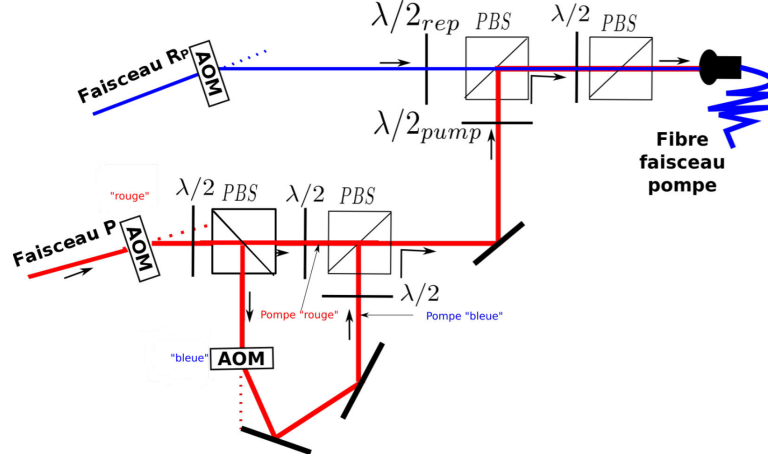 λ/2rep
PBS
λ/2
PBS
Faisceau RP
AOM
λ/2pump
Fibre
faisceau
pompe
"rouge"
λ/2
PBS
λ/2
PBS
Faisceau P
AOM
λ/2
Pompe "rouge"
Pompe "bleue"
"bleue"
AOM